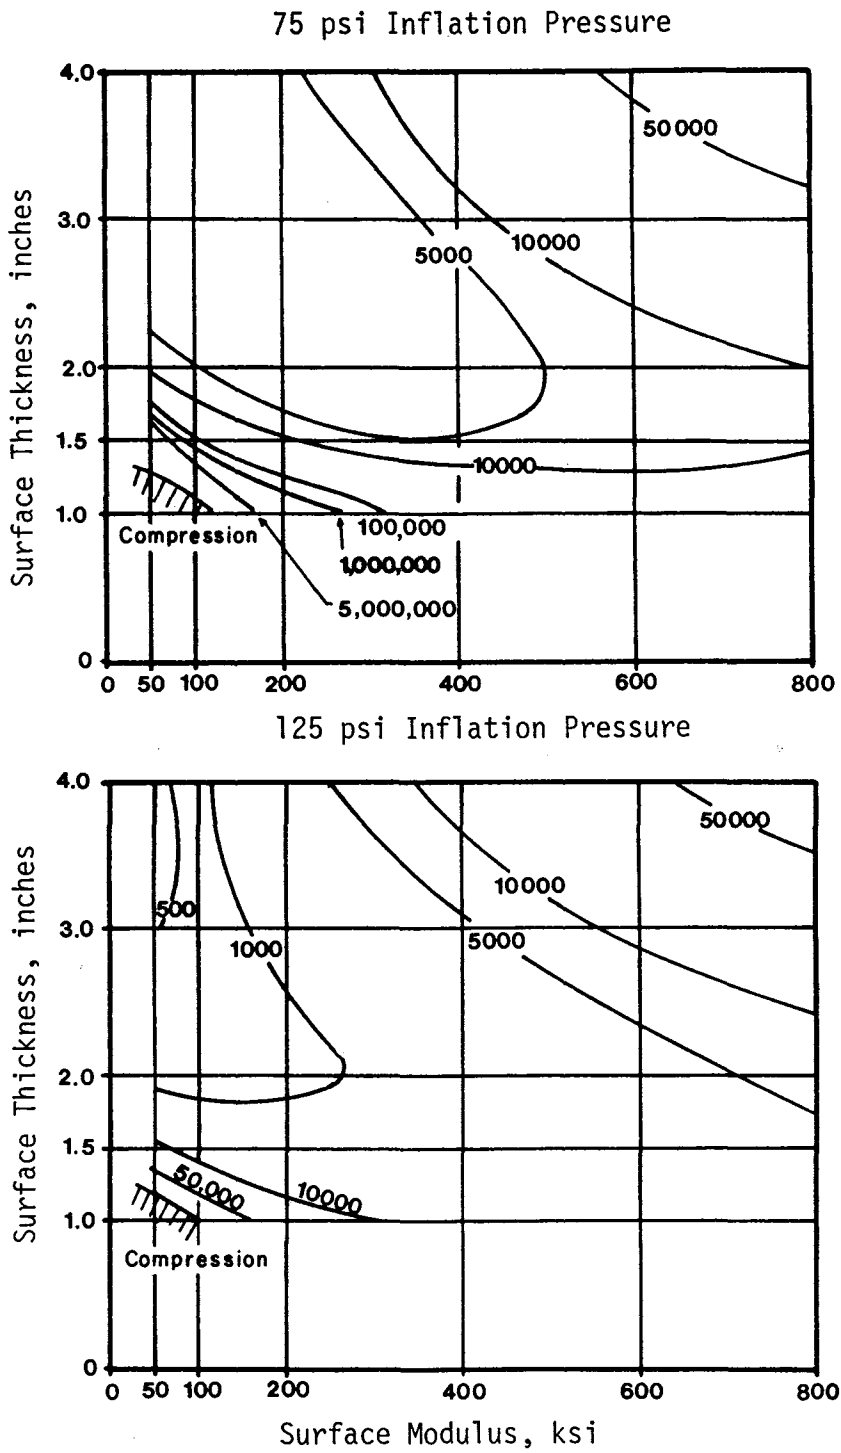 75 psi Inflation Pressure
4.0
50000
3.0
10000
5000
2.0
1.5
10000
1.0
100,000
Compression
1,000,000
5,000,000
0
0 50 100 200 400 600 800
Surface Thickness, inches
125 psi Inflation Pressure
4.0
50000
10000
500
3.0
1000
5000
2.0
1.5
50,000
10000
1.0
Compression
0
0 50 100 200 400 600 800
Surface Thickness, inches
Surface Modulus, ksi